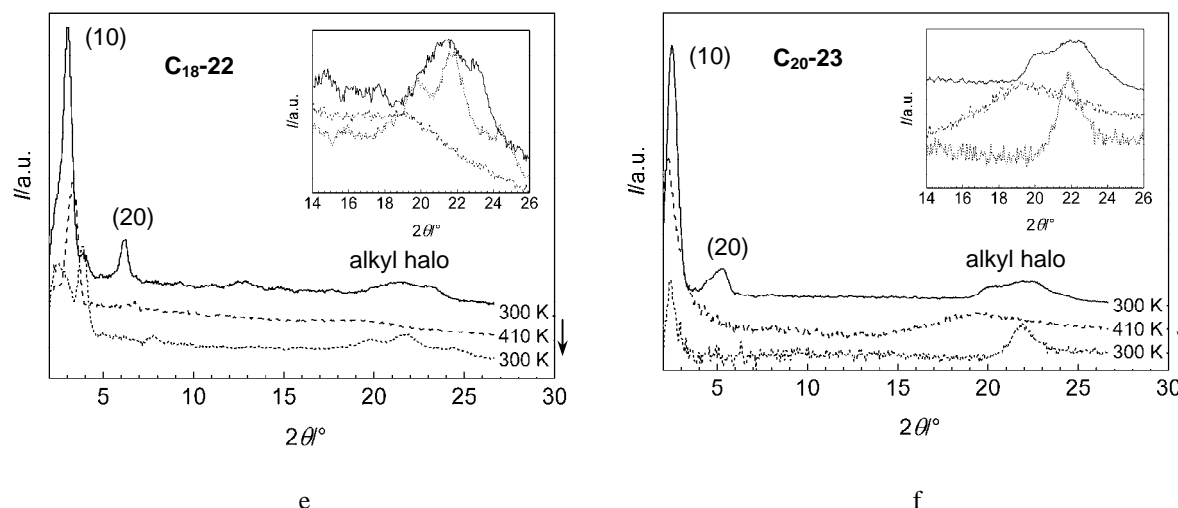 (10)
C18-22
I/a.u.
14 16 18 20 22 24 26
2θ/°
(20)
alkyl halo
I/a.u.
300 K
410 K
300 K
5 10 15 20 25 30
2θ/°
e
(10)
C20-23
I/a.u.
14 16 18 20 22 24 26
2θ/°
(20)
alkyl halo
I/a.u.
300 K
410 K
300 K
5 10 15 20 25 30
2θ/°
f